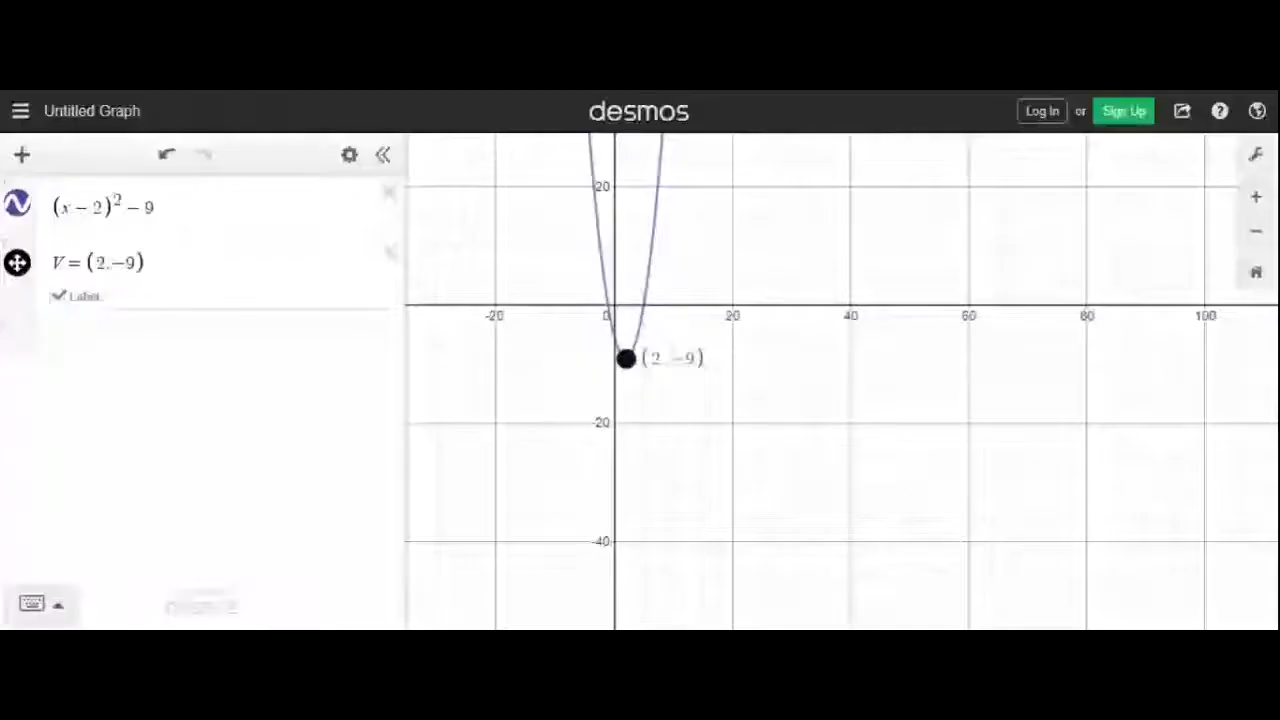 Untitled Graph
desmos
Log In or Sign Up
(x − 2)² − 9
V = (2, −9)
Label
20
-20 0 20 40 60 80 100
(2, −9)
-20
-40